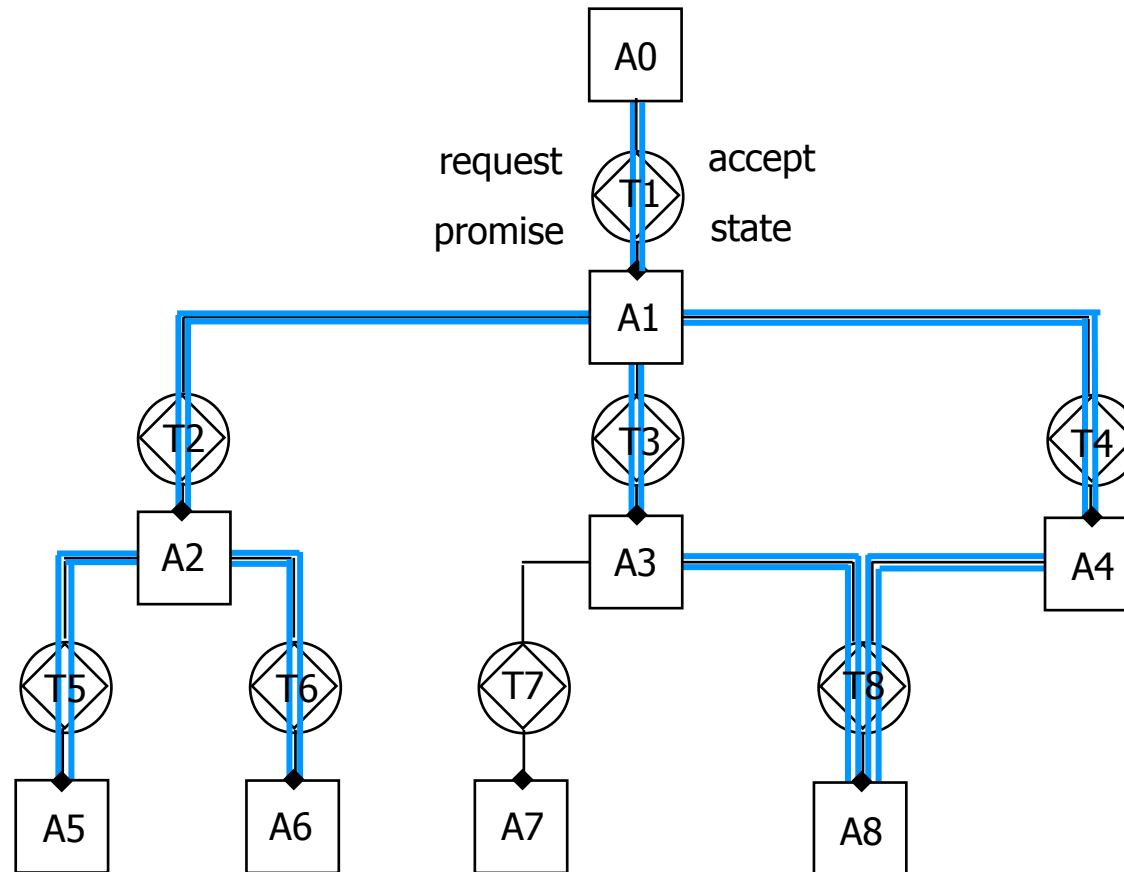 A0
request
accept
T1
promise
state
A1
T2
T3
T4
A2
A3
A4
T5
T6
T7
T8
A5
A6
A7
A8